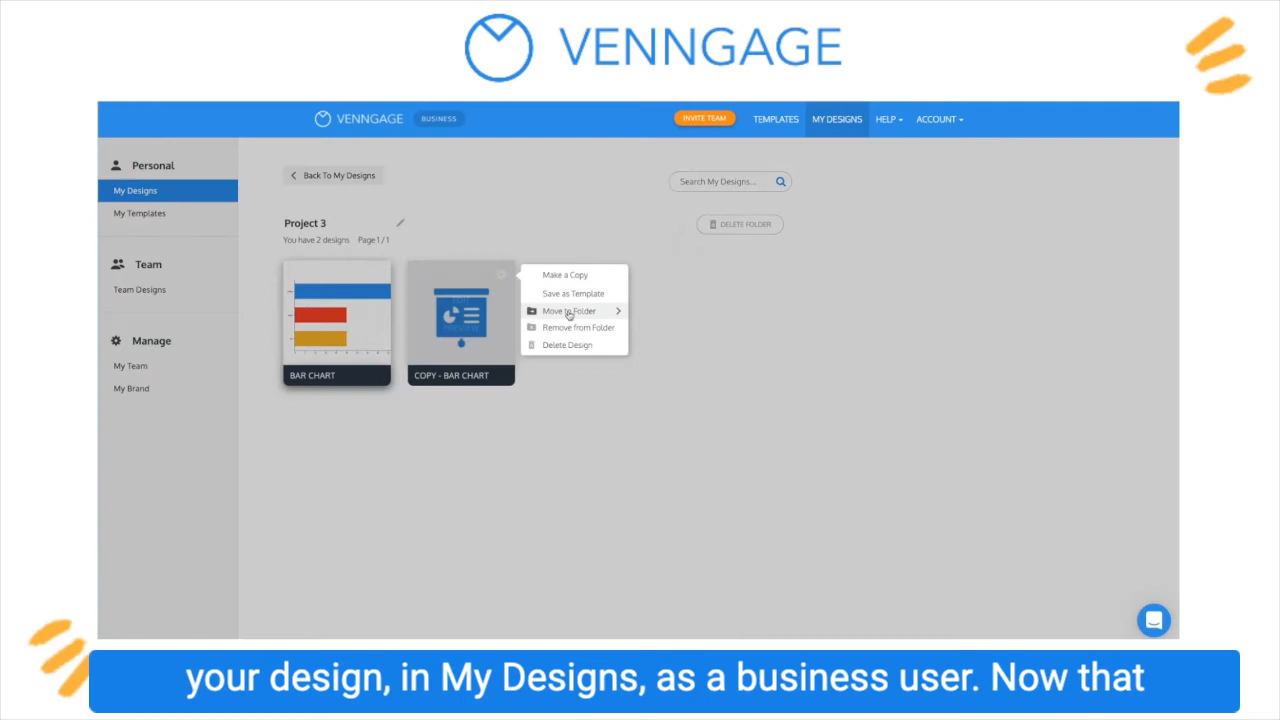 VENNGAGE
VENNGAGE BUSINESS INVITE TEAM TEMPLATES MY DESIGNS HELP ACCOUNT
Personal
My Designs
My Templates
Team
Team Designs
Manage
My Team
My Brand
Back To My Designs
Search My Designs...
Project 3
DELETE FOLDER
You have 2 designs Page 1 / 1
EDIT
PREVIEW
BAR CHART
COPY - BAR CHART
Make a Copy
Save as Template
Move to Folder
Remove from Folder
Delete Design
your design, in My Designs, as a business user. Now that